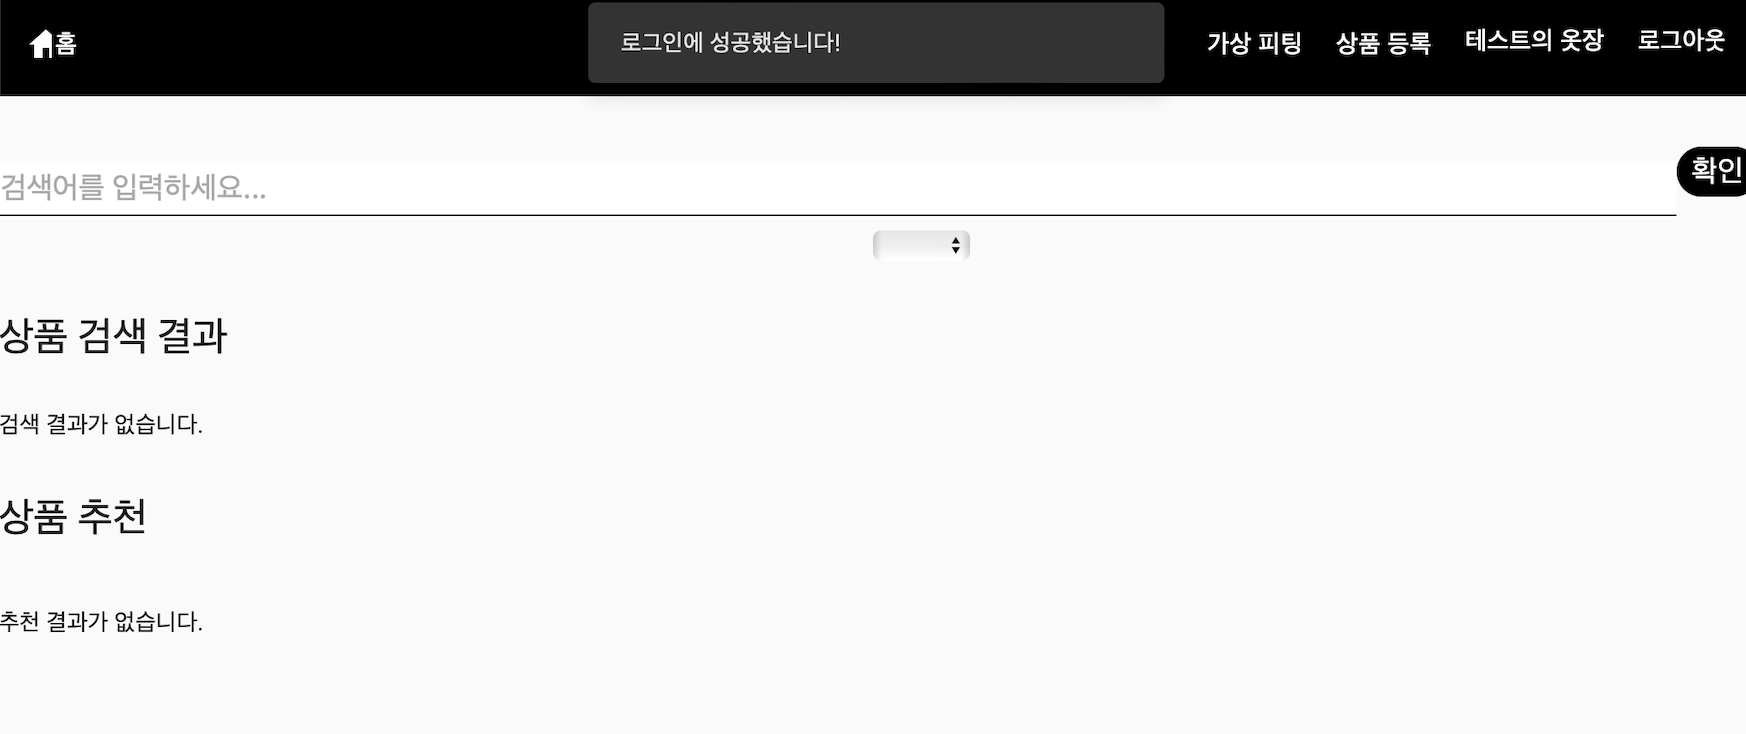 홈
로그인에 성공했습니다!
가상 피팅
상품 등록
테스트의 옷장
로그아웃
검색어를 입력하세요...
확인
상품 검색 결과
검색 결과가 없습니다.
상품 추천
추천 결과가 없습니다.